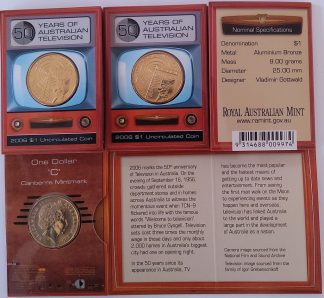 50 YEARS OF
AUSTRALIAN
TELEVISION
2006 $1 Uncirculated Coin
50 YEARS OF
AUSTRALIAN
TELEVISION
2006 $1 Uncirculated Coin
Nominal Specifications
Denomination $1
Metal Aluminium Bronze
Mass 9.00 grams
Diameter 25.00 mm
Designer Vladimir Gottwald
ROYAL AUSTRALIAN MINT
www.ramint.gov.au
9 314688 009974
One Dollar
'C'
Canberra Mintmark
2006 marks the 50th anniversary
of Television in Australia. On the
evening of September 16, 1956,
crowds gathered outside
department stores and in homes
across Australia to witness the
momentous event when TCN-9
flickered into life with the famous
words "Welcome to television"
uttered by Bruce Gyngell. Television
sets cost three times the monthly
wage in those days and only about
2,000 homes in Australia's biggest
city had one on opening night.
In the 50 years since its
appearance in Australia, TV
has become the most popular
and the fastest means of
getting up to date news and
entertainment. From seeing
the first man walk on the Moon
to experiencing events as they
happen here and overseas,
television has linked Australia
to the world and played a
large part in the development
of Australia as a nation.
Camera image sourced from the
National Film and Sound Archive
Television image sourced from the
family of Igor Grebenschikoff